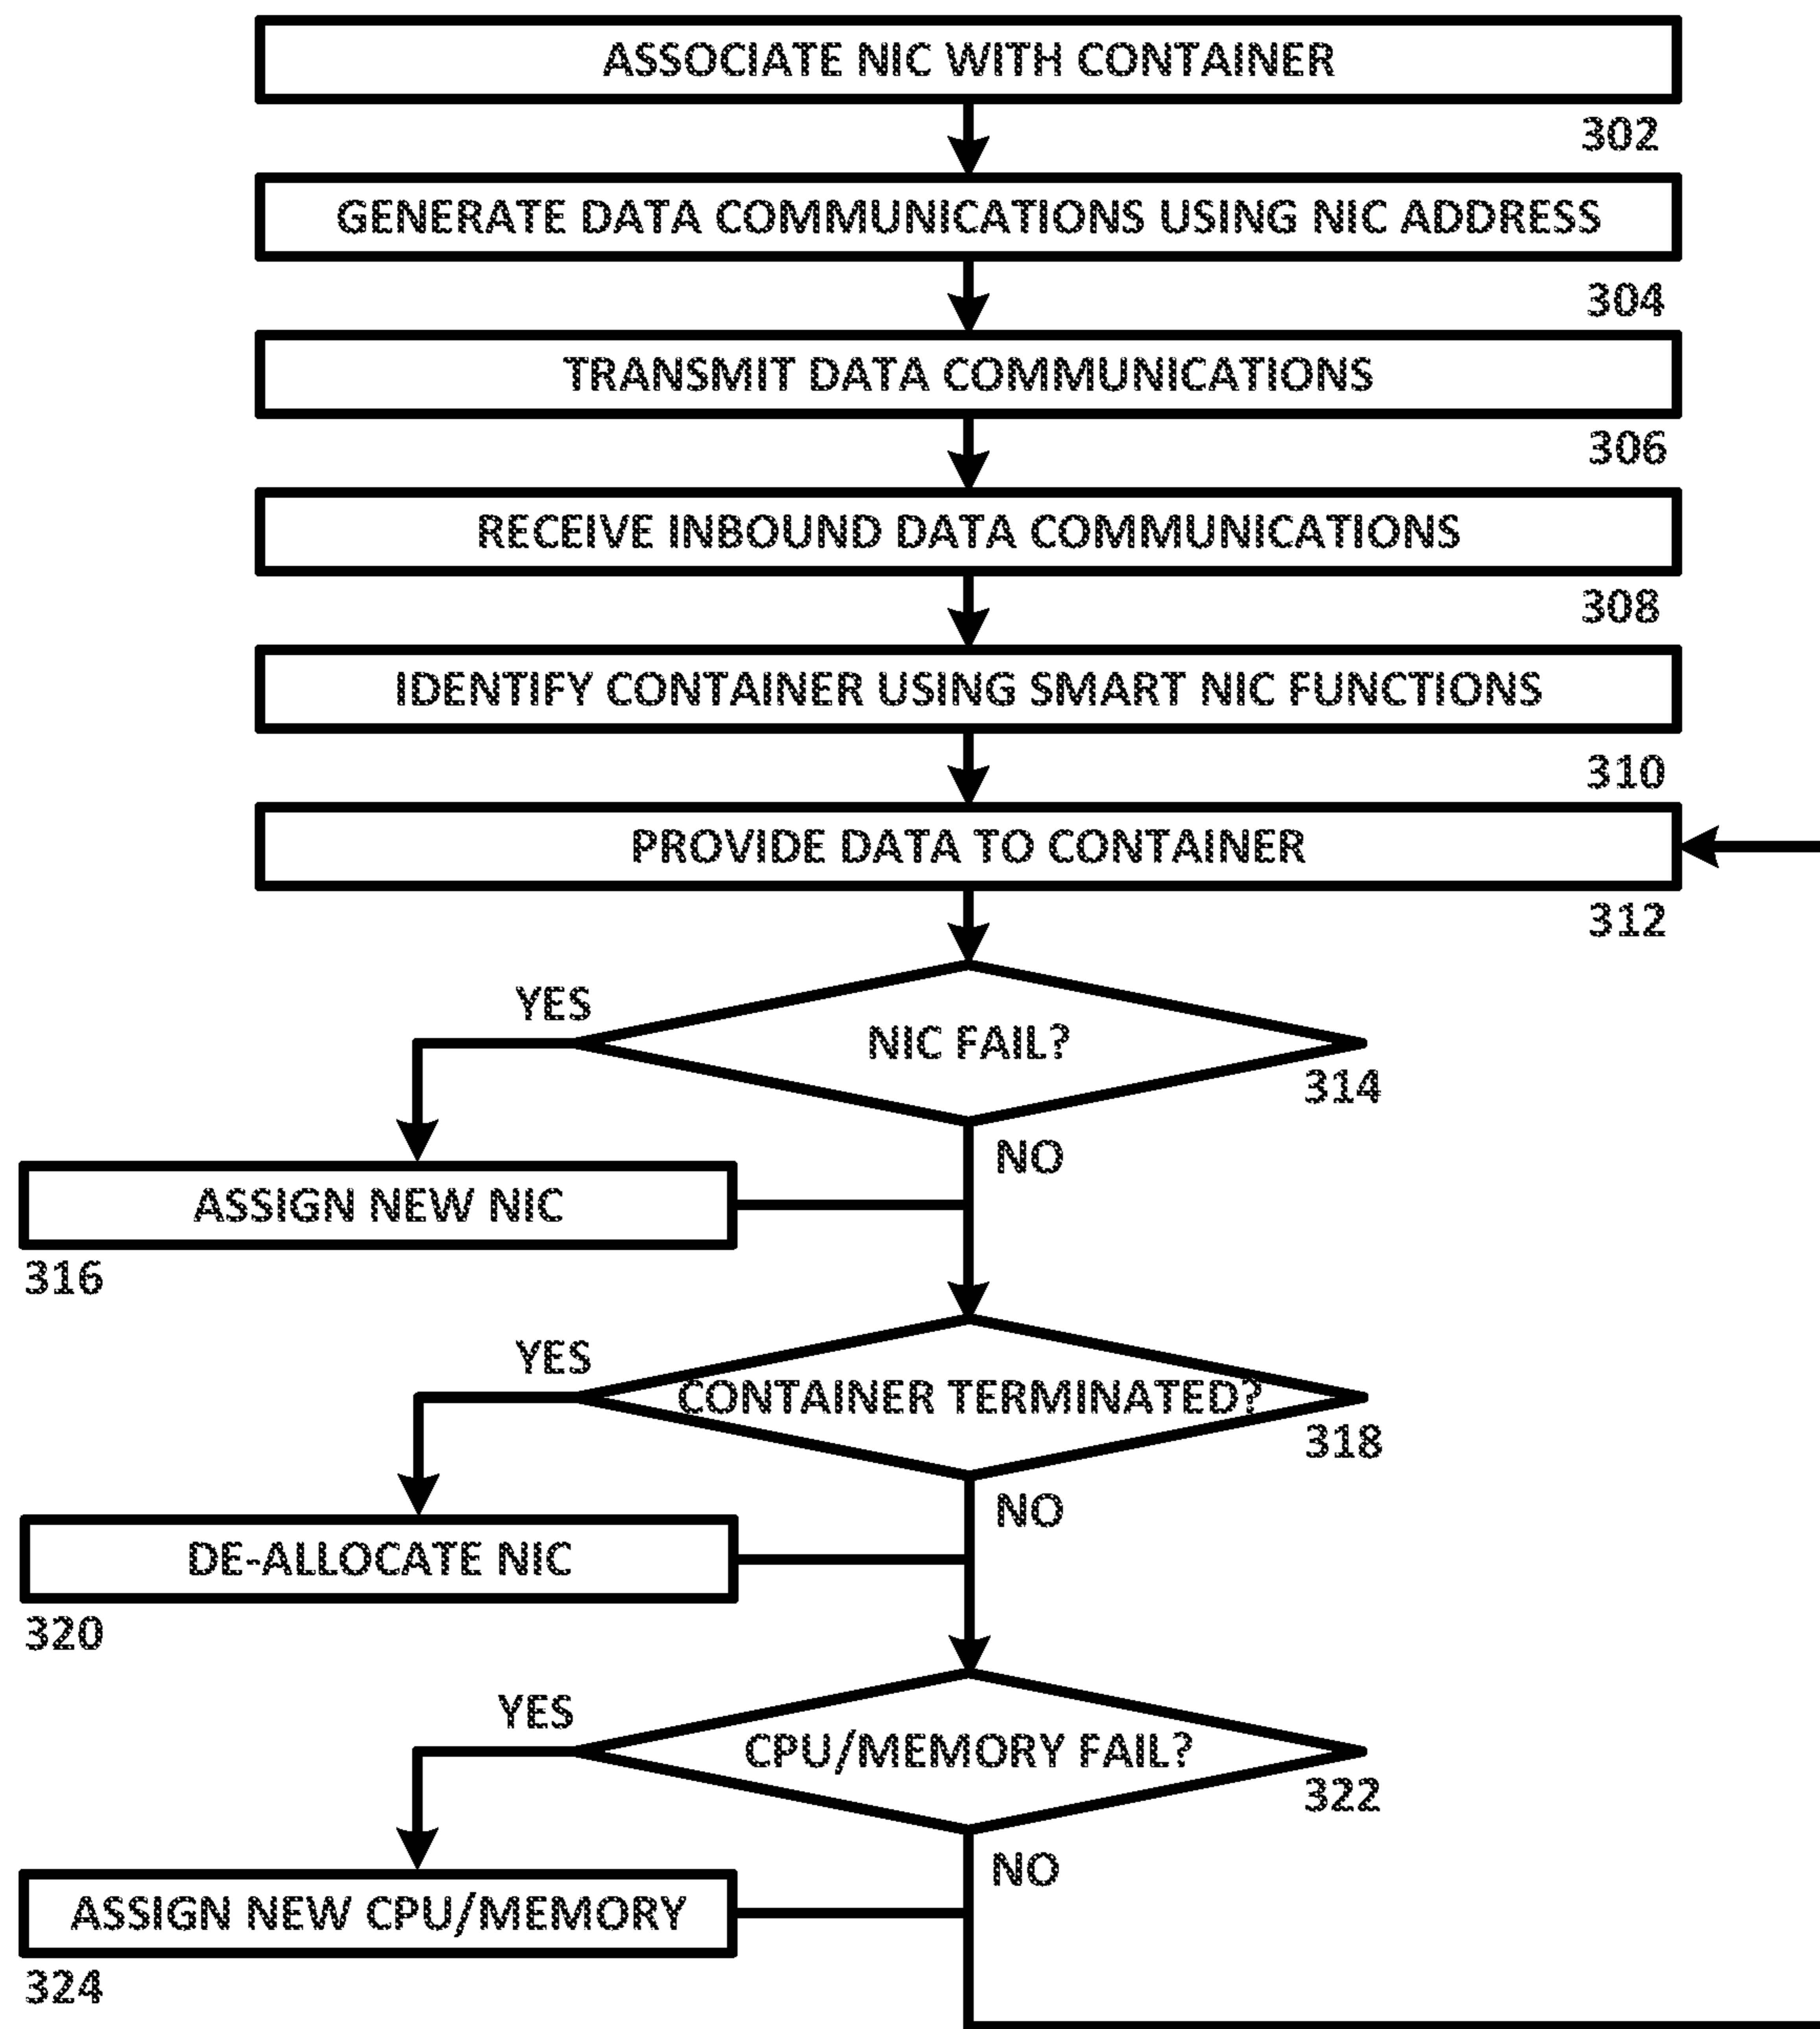 ASSOCIATE NIC WITH CONTAINER
302
GENERATE DATA COMMUNICATIONS USING NIC ADDRESS
304
TRANSMIT DATA COMMUNICATIONS
306
RECEIVE INBOUND DATA COMMUNICATIONS
308
IDENTIFY CONTAINER USING SMART NIC FUNCTIONS
310
PROVIDE DATA TO CONTAINER
312
YES
NIC FAIL?
314
NO
ASSIGN NEW NIC
316
YES
CONTAINER TERMINATED?
318
NO
DE-ALLOCATE NIC
320
YES
CPU/MEMORY FAIL?
322
NO
ASSIGN NEW CPU/MEMORY
324